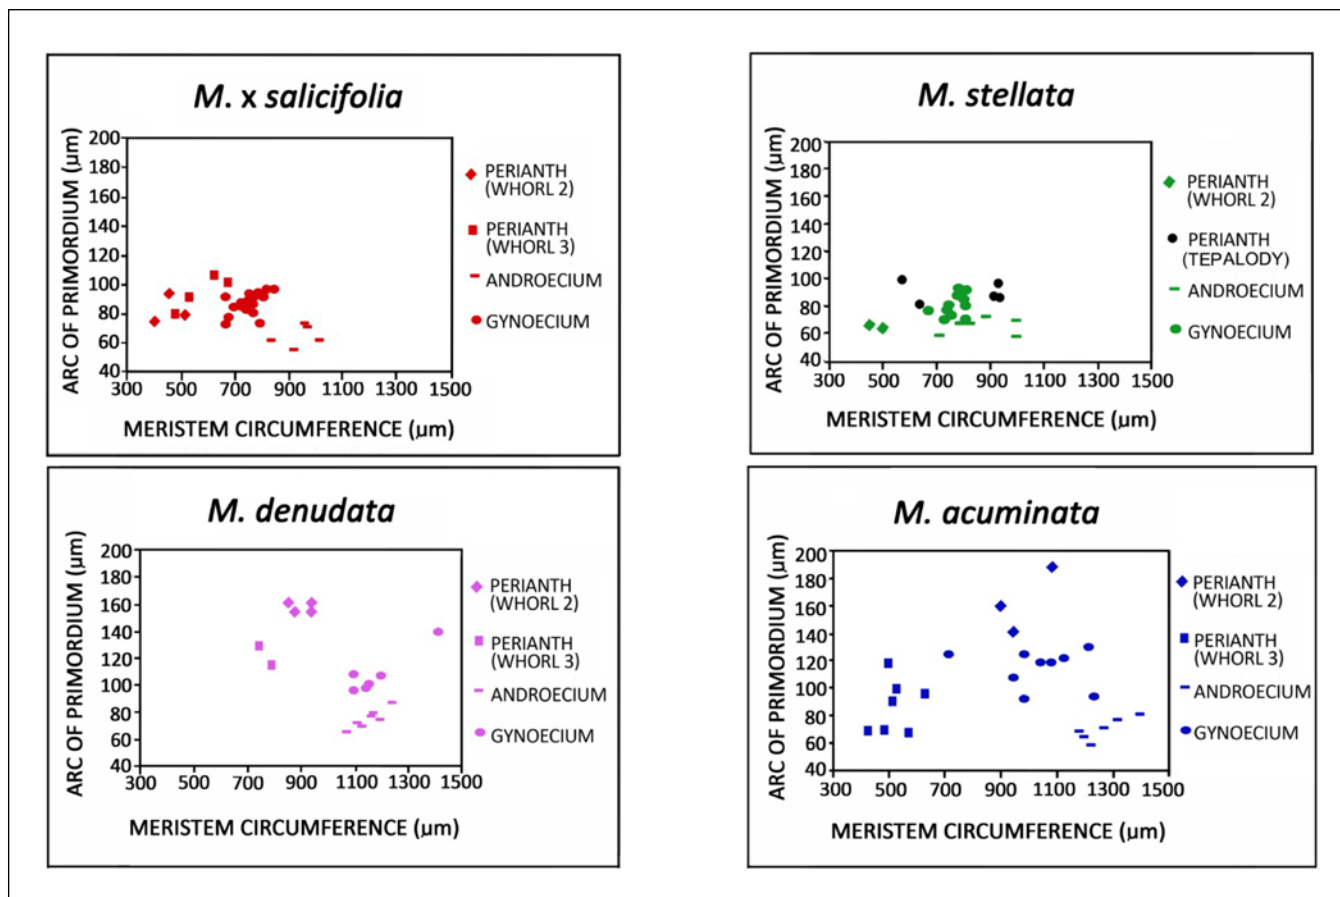 M. x salicifolia
ARC OF PRIMORDIUM (µm)
200
180
160
140
120
100
80
60
40
300 500 700 900 1100 1300 1500
MERISTEM CIRCUMFERENCE (µm)
PERIANTH
(WHORL 2)
PERIANTH
(WHORL 3)
ANDROECIUM
GYNOECIUM
M. stellata
ARC OF PRIMORDIUM (µm)
200
180
160
140
120
100
80
60
40
300 500 700 900 1100 1300 1500
MERISTEM CIRCUMFERENCE (µm)
PERIANTH
(WHORL 2)
PERIANTH
(TEPALODY)
ANDROECIUM
GYNOECIUM
M. denudata
ARC OF PRIMORDIUM (µm)
200
180
160
140
120
100
80
60
40
300 500 700 900 1100 1300 1500
MERISTEM CIRCUMFERENCE (µm)
PERIANTH
(WHORL 2)
PERIANTH
(WHORL 3)
ANDROECIUM
GYNOECIUM
M. acuminata
ARC OF PRIMORDIUM (µm)
200
180
160
140
120
100
80
60
40
300 500 700 900 1100 1300 1500
MERISTEM CIRCUMFERENCE (µm)
PERIANTH
(WHORL 2)
PERIANTH
(WHORL 3)
ANDROECIUM
GYNOECIUM